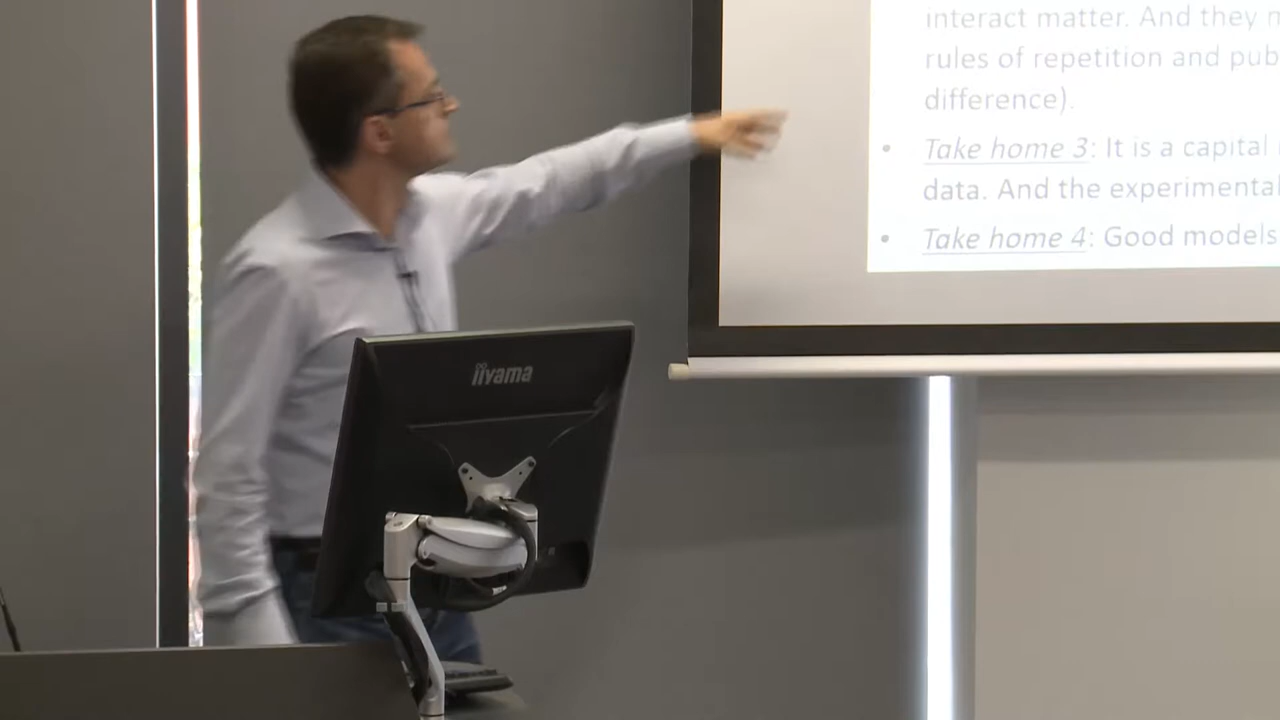 interact matter. And they
rules of repetition and pub
difference).
• Take home 3: It is a capital
data. And the experimental
• Take home 4: Good models
iiyama